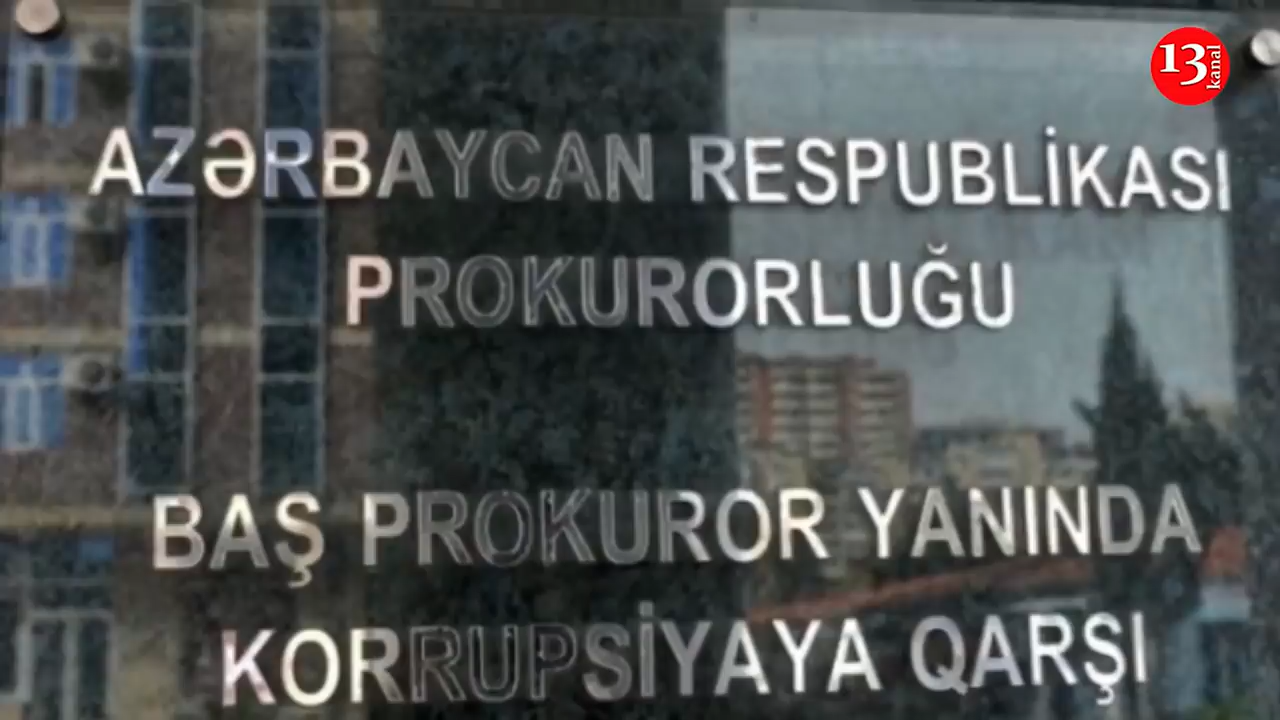 13
kanal
AZƏRBAYCAN RESPUBLİKASI
PROKURORLUĞU
BAŞ PROKUROR YANINDA
KORRUPSİYAYA QARŞI